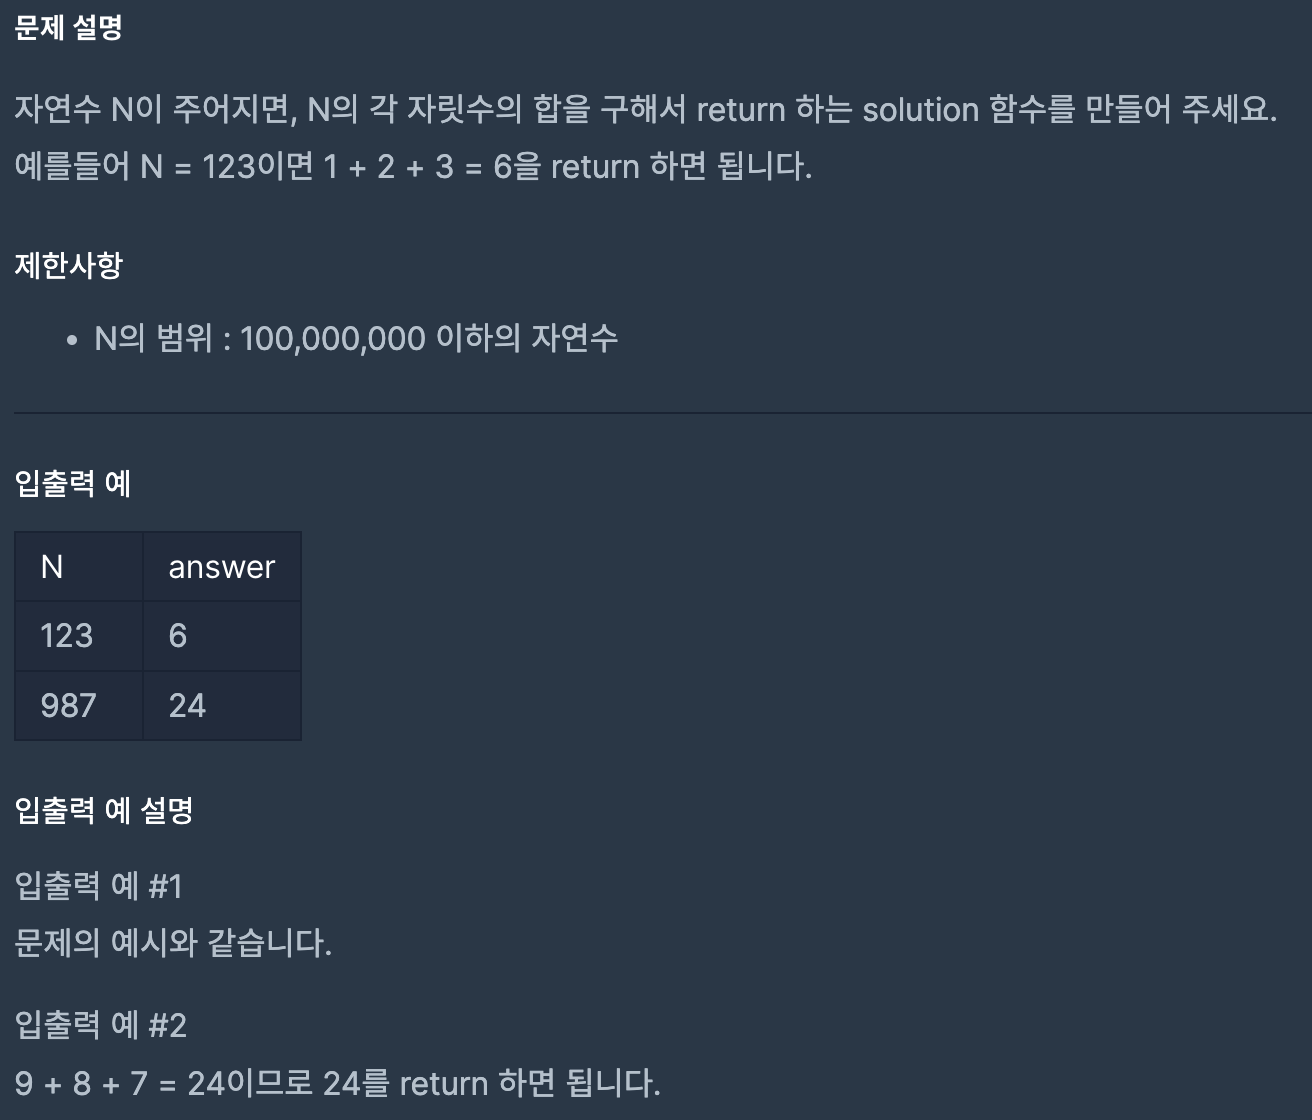 문제 설명
자연수 N이 주어지면, N의 각 자릿수의 합을 구해서 return 하는 solution 함수를 만들어 주세요.
예를들어 N = 123이면 1 + 2 + 3 = 6을 return 하면 됩니다.
제한사항
• N의 범위 : 100,000,000 이하의 자연수
입출력 예
N answer
123 6
987 24
입출력 예 설명
입출력 예 #1
문제의 예시와 같습니다.
입출력 예 #2
9 + 8 + 7 = 24이므로 24를 return 하면 됩니다.